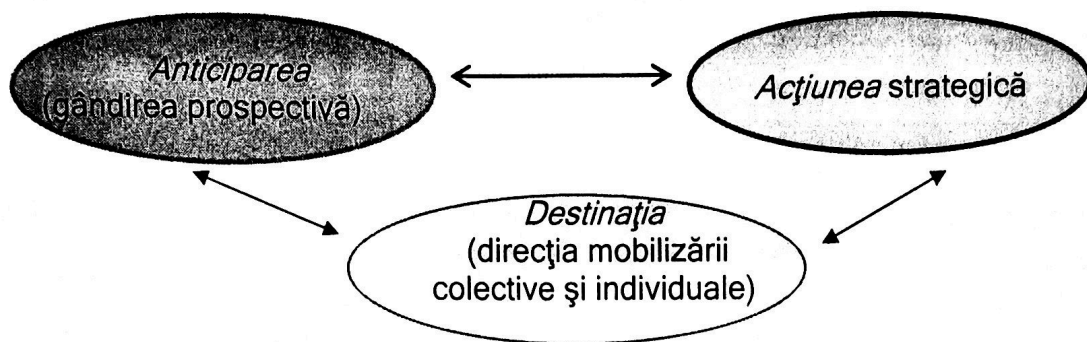 Anticiparea
(gândirea prospectivă)
Acţiunea strategică
Destinaţia
(direcţia mobilizării
colective şi individuale)